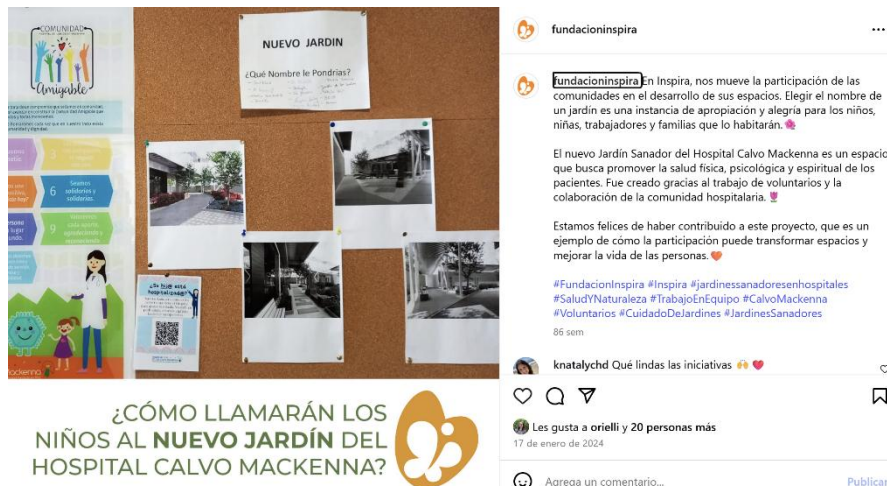 COMUNIDAD
Amigable
NUEVO JARDIN
¿Qué Nombre le Pondrías?
6 Seamos
solidarios y
solidarias.
9
mackenna
¿CÓMO LLAMARÁN LOS
NIÑOS AL NUEVO JARDÍN DEL
HOSPITAL CALVO MACKENNA?
fundacioninspira
fundacioninspira En Inspira, nos mueve la participación de las
comunidades en el desarrollo de sus espacios. Elegir el nombre de
un jardín es una instancia de apropiación y alegría para los niños,
niñas, trabajadores y familias que lo habitarán.
El nuevo Jardín Sanador del Hospital Calvo Mackenna es un espacio
que busca promover la salud física, psicológica y espiritual de los
pacientes. Fue creado gracias al trabajo de voluntarios y la
colaboración de la comunidad hospitalaria.
Estamos felices de haber contribuido a este proyecto, que es un
ejemplo de cómo la participación puede transformar espacios y
mejorar la vida de las personas.
#FundacionInspira #Inspira #jardinessanadoresenhospitales
#SaludYNaturaleza #TrabajoEnEquipo #CalvoMackenna
#Voluntarios #CuidadoDeJardines #JardinesSanadores
86 sem
knatalychd Qué lindas las iniciativas
Les gusta a orielli y 20 personas más
17 de enero de 2024
Agrega un comentario...
Publicar